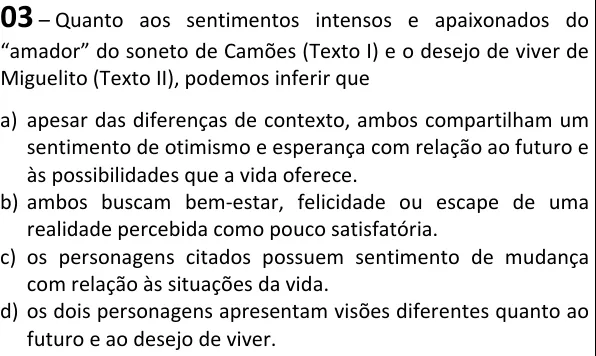 03 – Quanto aos sentimentos intensos e apaixonados do
“amador” do soneto de Camões (Texto I) e o desejo de viver de
Miguelito (Texto II), podemos inferir que
a) apesar das diferenças de contexto, ambos compartilham um
sentimento de otimismo e esperança com relação ao futuro e
às possibilidades que a vida oferece.
b) ambos buscam bem-estar, felicidade ou escape de uma
realidade percebida como pouco satisfatória.
c) os personagens citados possuem sentimento de mudança
com relação às situações da vida.
d) os dois personagens apresentam visões diferentes quanto ao
futuro e ao desejo de viver.